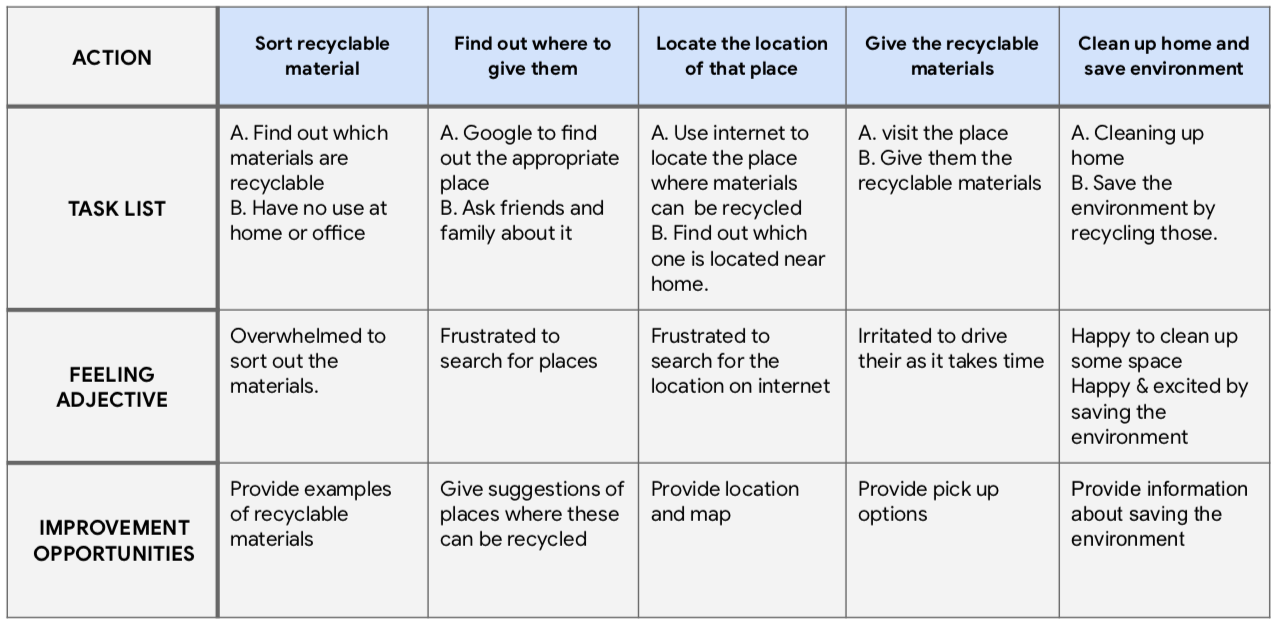 ACTION
Sort recyclable
material
Find out where to
give them
Locate the location
of that place
Give the recyclable
materials
Clean up home and
save environment
TASK LIST
A. Find out which
materials are
recyclable
B. Have no use at
home or office
A. Google to find
out the appropriate
place
B. Ask friends and
family about it
A. Use internet to
locate the place
where materials
can be recycled
B. Find out which
one is located near
home.
A. visit the place
B. Give them the
recyclable materials
A. Cleaning up
home
B. Save the
environment by
recycling those.
FEELING
ADJECTIVE
Overwhelmed to
sort out the
materials.
Frustrated to
search for places
Frustrated to
search for the
location on internet
Irritated to drive
their as it takes time
Happy to clean up
some space
Happy & excited by
saving the
environment
IMPROVEMENT
OPPORTUNITIES
Provide examples
of recyclable
materials
Give suggestions of
places where these
can be recycled
Provide location
and map
Provide pick up
options
Provide information
about saving the
environment